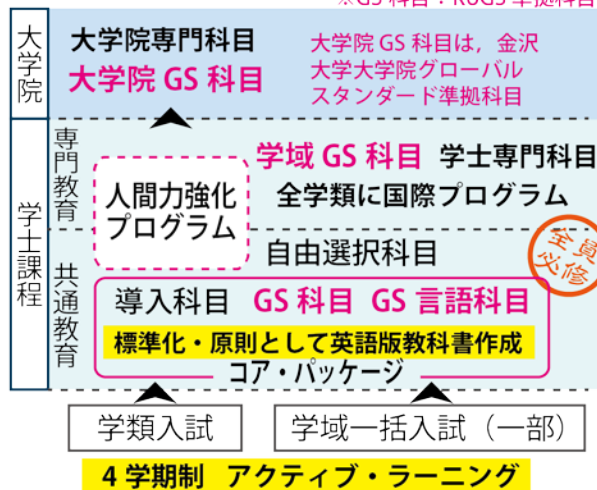 ※GS 科目：KUGS 準拠科目
大学院
大学院専門科目
大学院 GS 科目
大学院 GS 科目は，金沢
大学大学院グローバル
スタンダード準拠科目
学士課程
専門教育
人間力強化
プログラム
学域 GS 科目 学士専門科目
全学類に国際プログラム
自由選択科目
全員
必修
共通教育
導入科目 GS 科目 GS 言語科目
標準化・原則として英語版教科書作成
コア・パッケージ
学類入試
学域一括入試（一部）
4 学期制 アクティブ・ラーニング